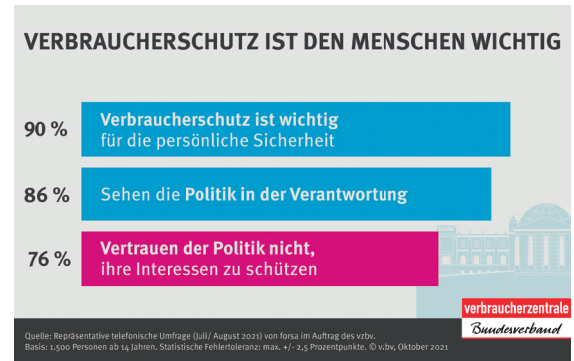 VERBRAUCHERSCHUTZ IST DEN MENSCHEN WICHTIG
90 %
Verbraucherschutz ist wichtig
für die persönliche Sicherheit
86 %
Sehen die Politik in der Verantwortung
76 %
Vertrauen der Politik nicht,
ihre Interessen zu schützen
verbraucherzentrale
Bundesverband
Quelle: Repräsentative telefonische Umfrage (Juli/ August 2021) von forsa im Auftrag des vzbv.
Basis: 1.500 Personen ab 14 Jahren. Statistische Fehlertoleranz: max. +/- 2,5 Prozentpunkte. © vzbv, Oktober 2021